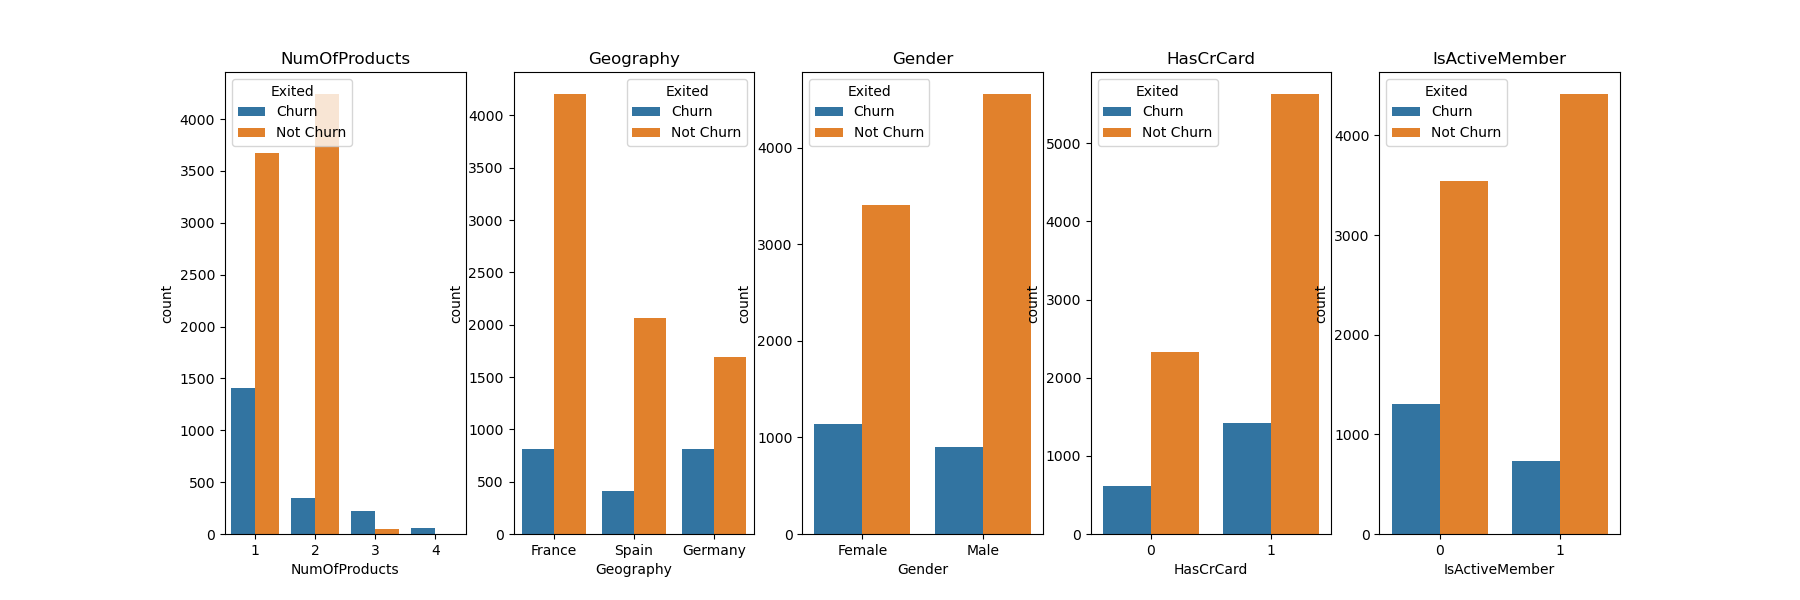 NumOfProducts
Exited
Churn
Not Churn
4000
3500
3000
2500
2000
1500
1000
500
0
count
1 2 3 4
NumOfProducts
Geography
Exited
Churn
Not Churn
4000
3500
3000
2500
2000
1500
1000
500
0
count
France Spain Germany
Geography
Gender
Exited
Churn
Not Churn
4000
3000
2000
1000
0
count
Female Male
Gender
HasCrCard
Exited
Churn
Not Churn
5000
4000
3000
2000
1000
0
count
0 1
HasCrCard
IsActiveMember
Exited
Churn
Not Churn
4000
3000
2000
1000
0
count
0 1
IsActiveMember